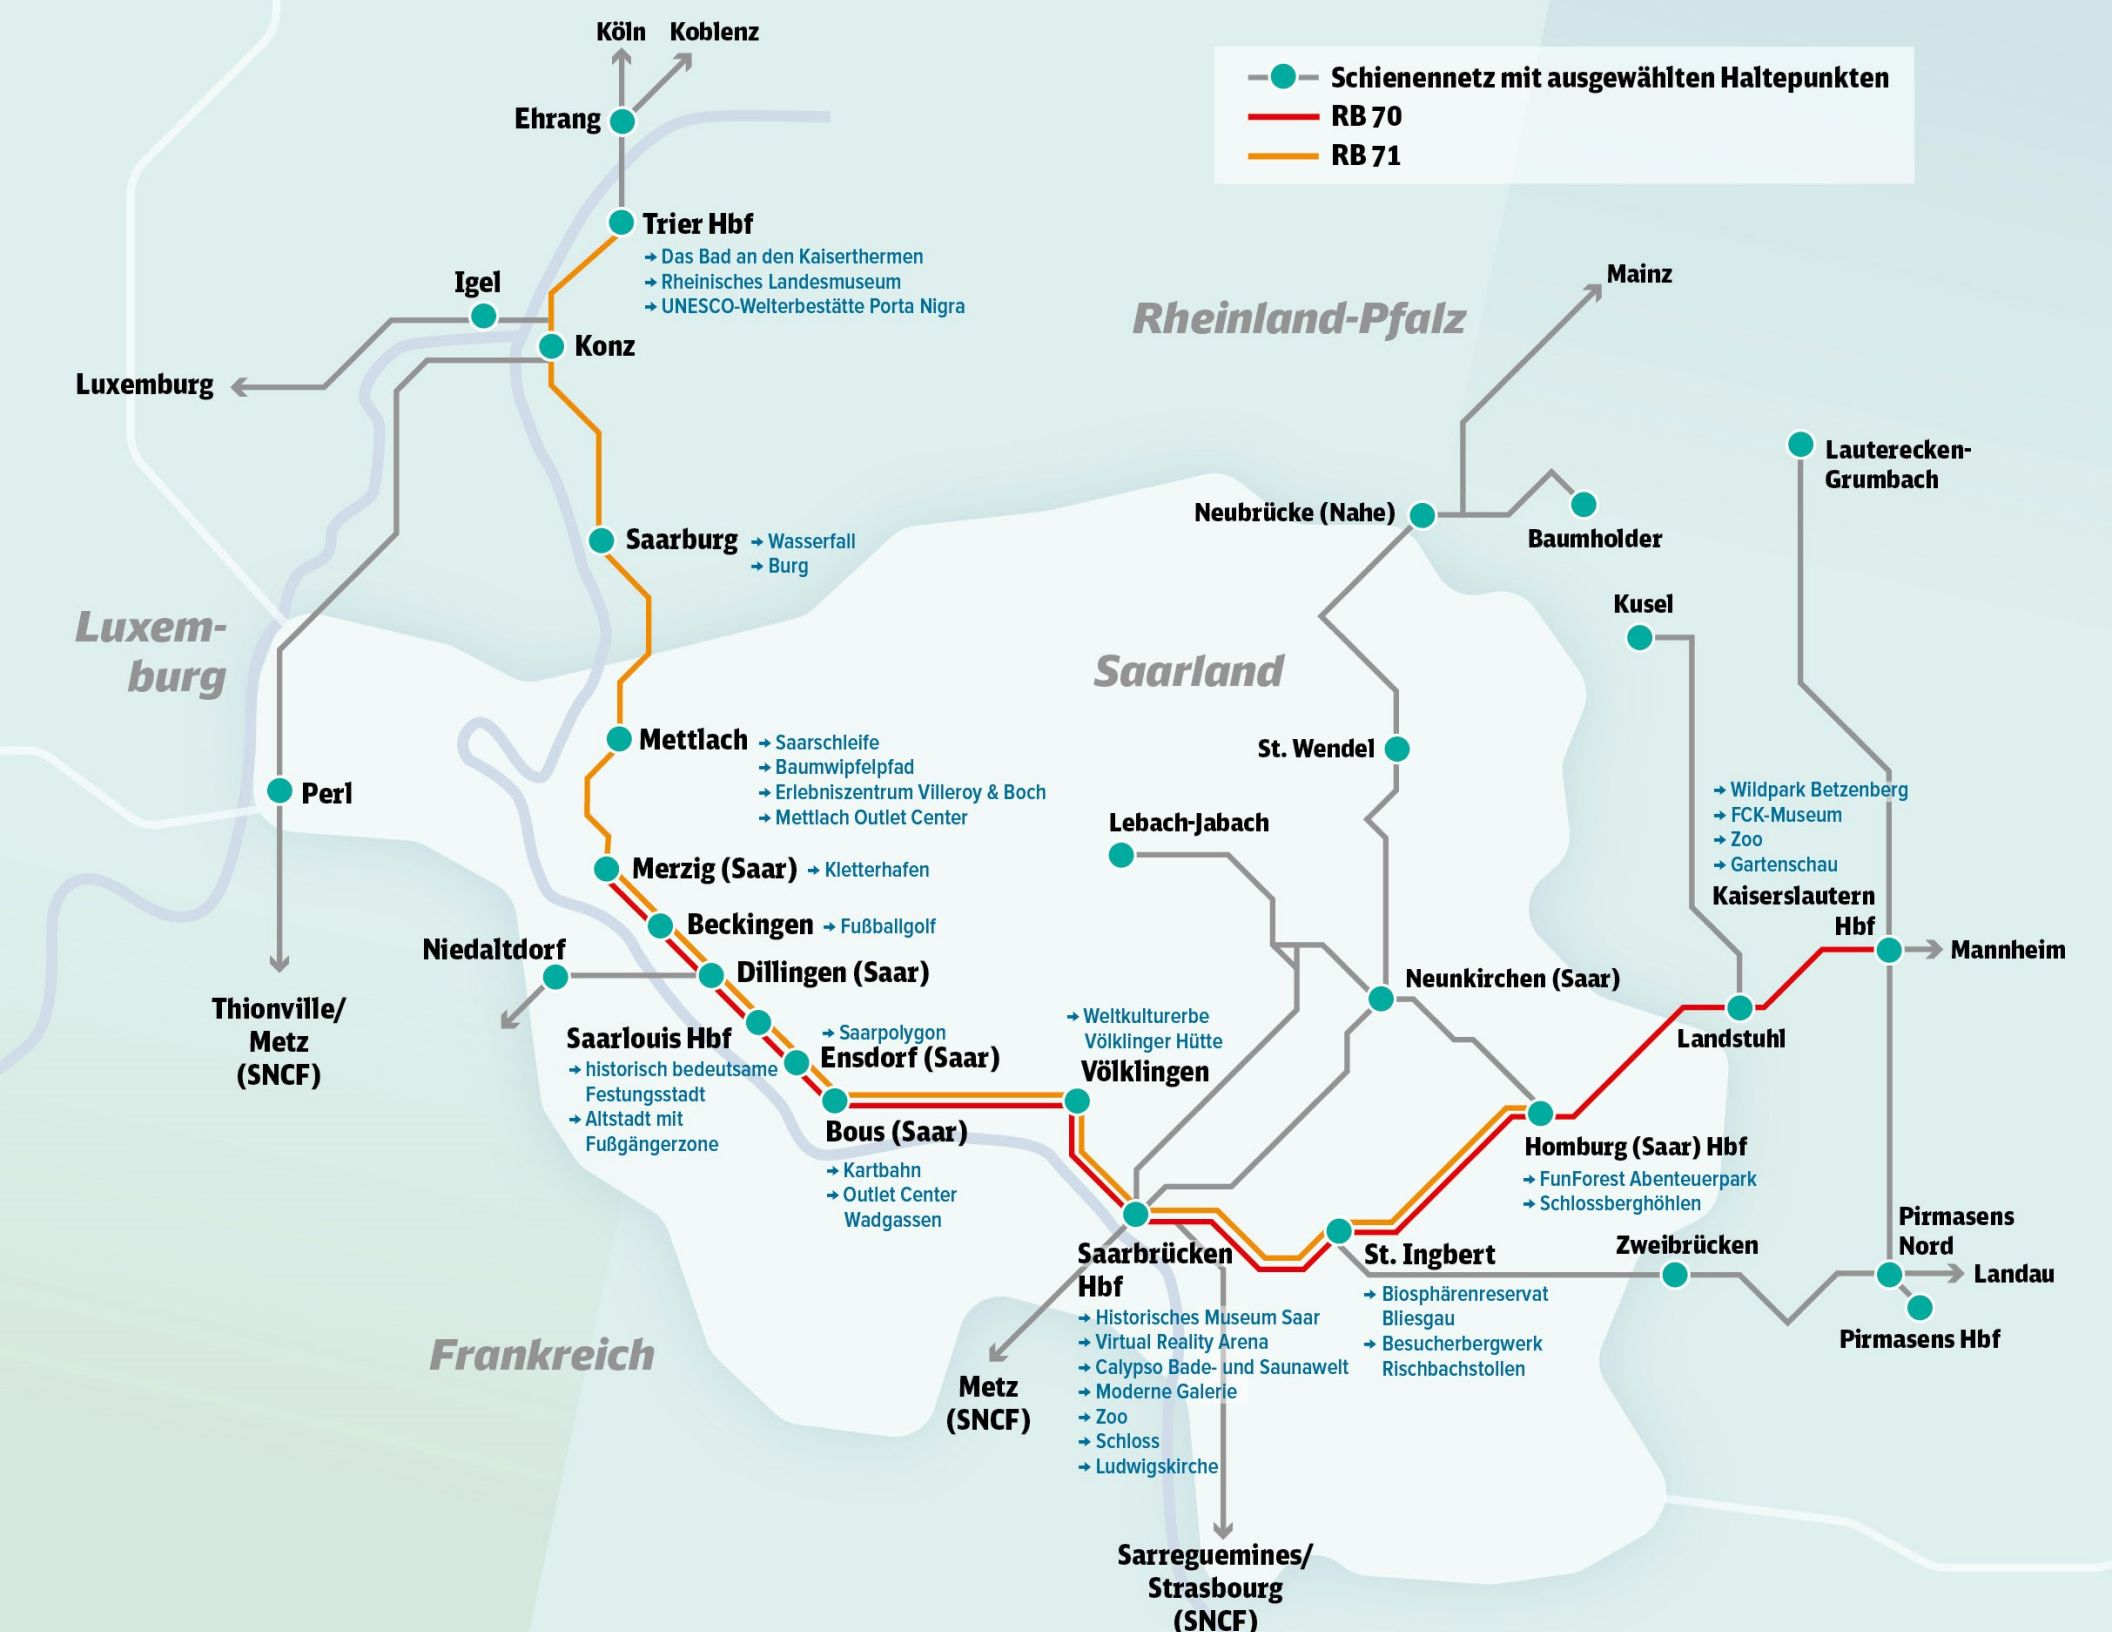 Köln
Koblenz
Schienennetz mit ausgewählten Haltepunkten
RB 70
RB 71
Ehrang
Trier Hbf
→ Das Bad an den Kaiserthermen
→ Rheinisches Landesmuseum
→ UNESCO-Welterbestätte Porta Nigra
Igel
Konz
Luxemburg
Rheinland-Pfalz
Mainz
Lauterecken-
Grumbach
Neubrücke (Nahe)
Baumholder
Saarburg
→ Wasserfall
→ Burg
Kusel
Luxem-
burg
Saarland
Mettlach
→ Saarschleife
→ Baumwipfelpfad
→ Erlebniszentrum Villeroy & Boch
→ Mettlach Outlet Center
St. Wendel
Perl
→ Wildpark Betzenberg
→ FCK-Museum
→ Zoo
→ Gartenschau
Kaiserslautern
Hbf
Mannheim
Lebach-Jabach
Merzig (Saar)
→ Kletterhafen
Beckingen
→ Fußballgolf
Niedaltdorf
Dillingen (Saar)
Neunkirchen (Saar)
Thionville/
Metz
(SNCF)
Saarlouis Hbf
→ historisch bedeutsame
Festungsstadt
→ Altstadt mit
Fußgängerzone
→ Saarpolygon
Ensdorf (Saar)
→ Weltkulturerbe
Völklinger Hütte
Völklingen
Landstuhl
Bous (Saar)
→ Kartbahn
→ Outlet Center
Wadgassen
Homburg (Saar) Hbf
→ FunForest Abenteuerpark
→ Schlossberghöhlen
Saarbrücken
Hbf
→ Historisches Museum Saar
→ Virtual Reality Arena
→ Calypso Bade- und Saunawelt
→ Moderne Galerie
→ Zoo
→ Schloss
→ Ludwigskirche
St. Ingbert
→ Biosphärenreservat
Bliesgau
→ Besucherbergwerk
Rischbachstollen
Zweibrücken
Pirmasens
Nord
Landau
Pirmasens Hbf
Frankreich
Metz
(SNCF)
Sarreguemines/
Strasbourg
(SNCF)